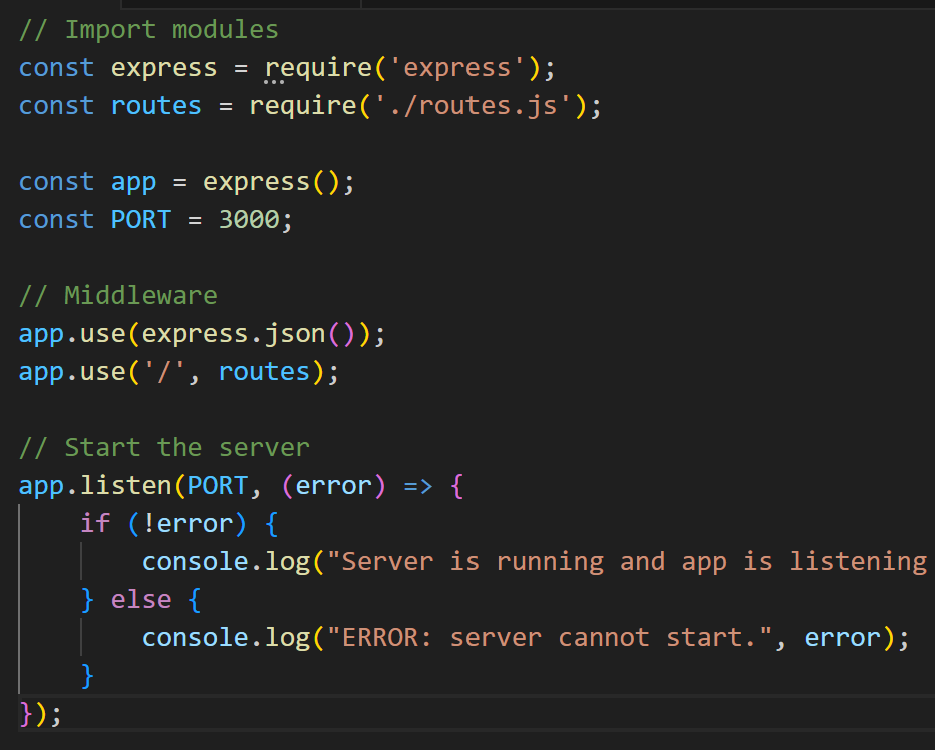 // Import modules
const express = require('express');
const routes = require('./routes.js');
const app = express();
const PORT = 3000;
// Middleware
app.use(express.json());
app.use('/', routes);
// Start the server
app.listen(PORT, (error) => {
if (!error) {
console.log("Server is running and app is listening
} else {
console.log("ERROR: server cannot start.", error);
}
});